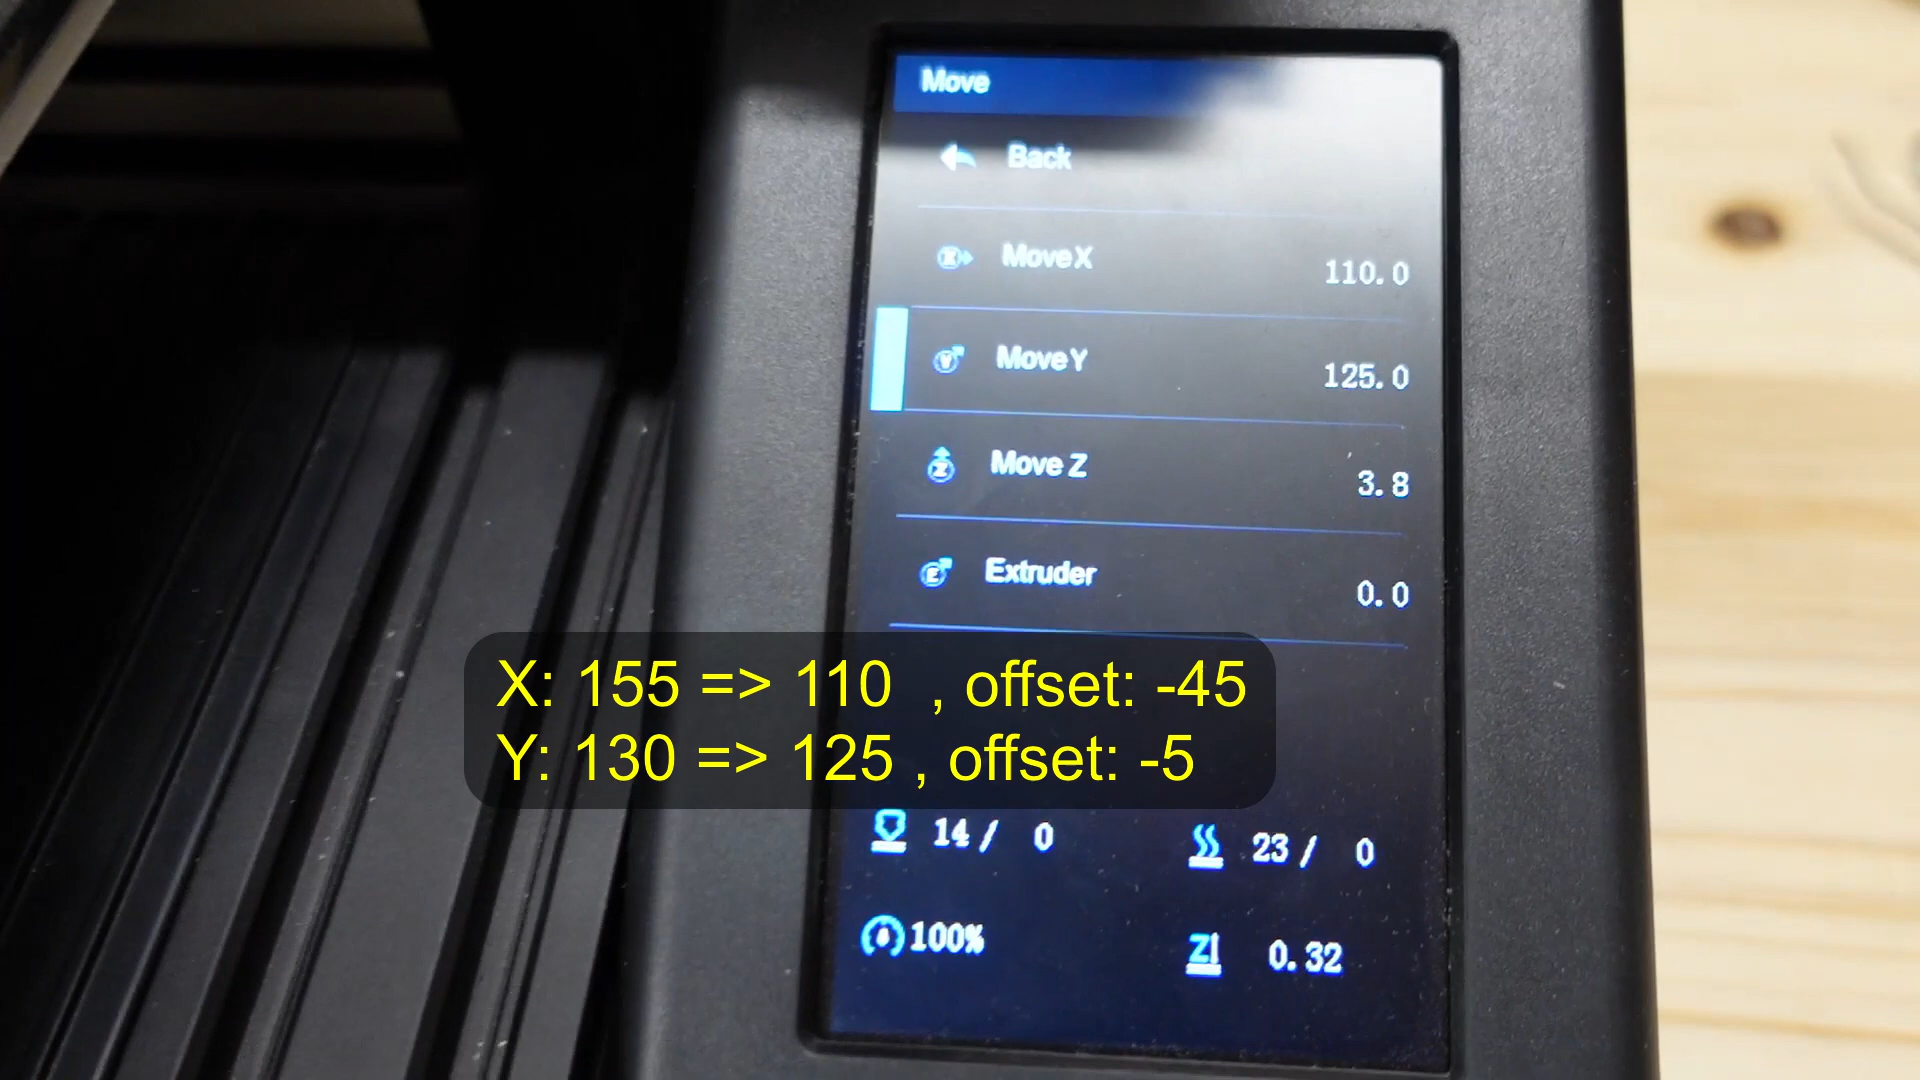 Move
Back
Move X 110.0
Move Y 125.0
Move Z 3.8
Extruder 0.0
X: 155 => 110 , offset: -45
Y: 130 => 125 , offset: -5
14 / 0 23 / 0
100% 0.32